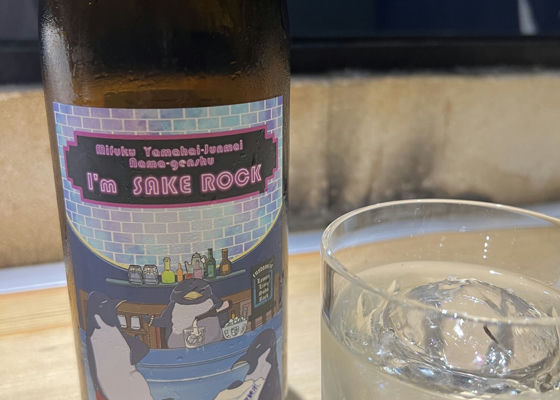 Mifuku Yamahai-Junmai
Nama-genshu
I'm SAKE ROCK